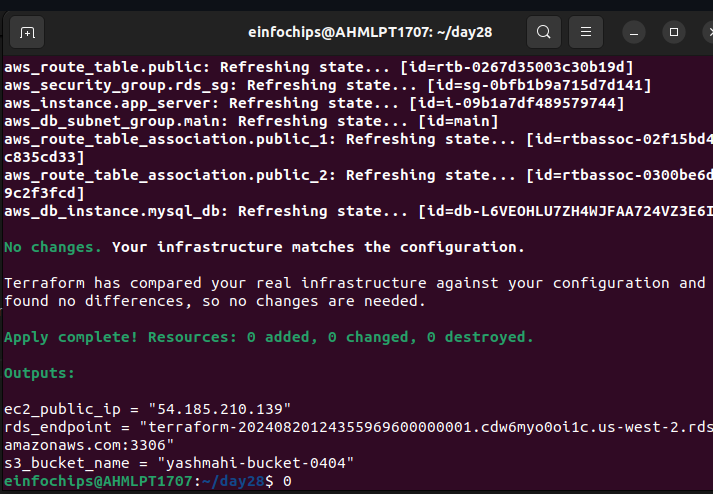 einfochips@AHMLPT1707: ~/day28
aws_route_table.public: Refreshing state... [id=rtb-0267d35003c30b19d]
aws_security_group.rds_sg: Refreshing state... [id=sg-0bfb1b9a715d7d141]
aws_instance.app_server: Refreshing state... [id=i-09b1a7df489579744]
aws_db_subnet_group.main: Refreshing state... [id=main]
aws_route_table_association.public_1: Refreshing state... [id=rtbassoc-02f15bd4
c835cd33]
aws_route_table_association.public_2: Refreshing state... [id=rtbassoc-0300be6d
9c2f3fcd]
aws_db_instance.mysql_db: Refreshing state... [id=db-L6VEOHLU7ZH4WJFAA724VZ3E6I
No changes. Your infrastructure matches the configuration.
Terraform has compared your real infrastructure against your configuration and
found no differences, so no changes are needed.
Apply complete! Resources: 0 added, 0 changed, 0 destroyed.
Outputs:
ec2_public_ip = "54.185.210.139"
rds_endpoint = "terraform-20240820124355969600000001.cdw6myo0oi1c.us-west-2.rds
amazonaws.com:3306"
s3_bucket_name = "yashmahi-bucket-0404"
einfochips@AHMLPT1707:~/day28$ 0